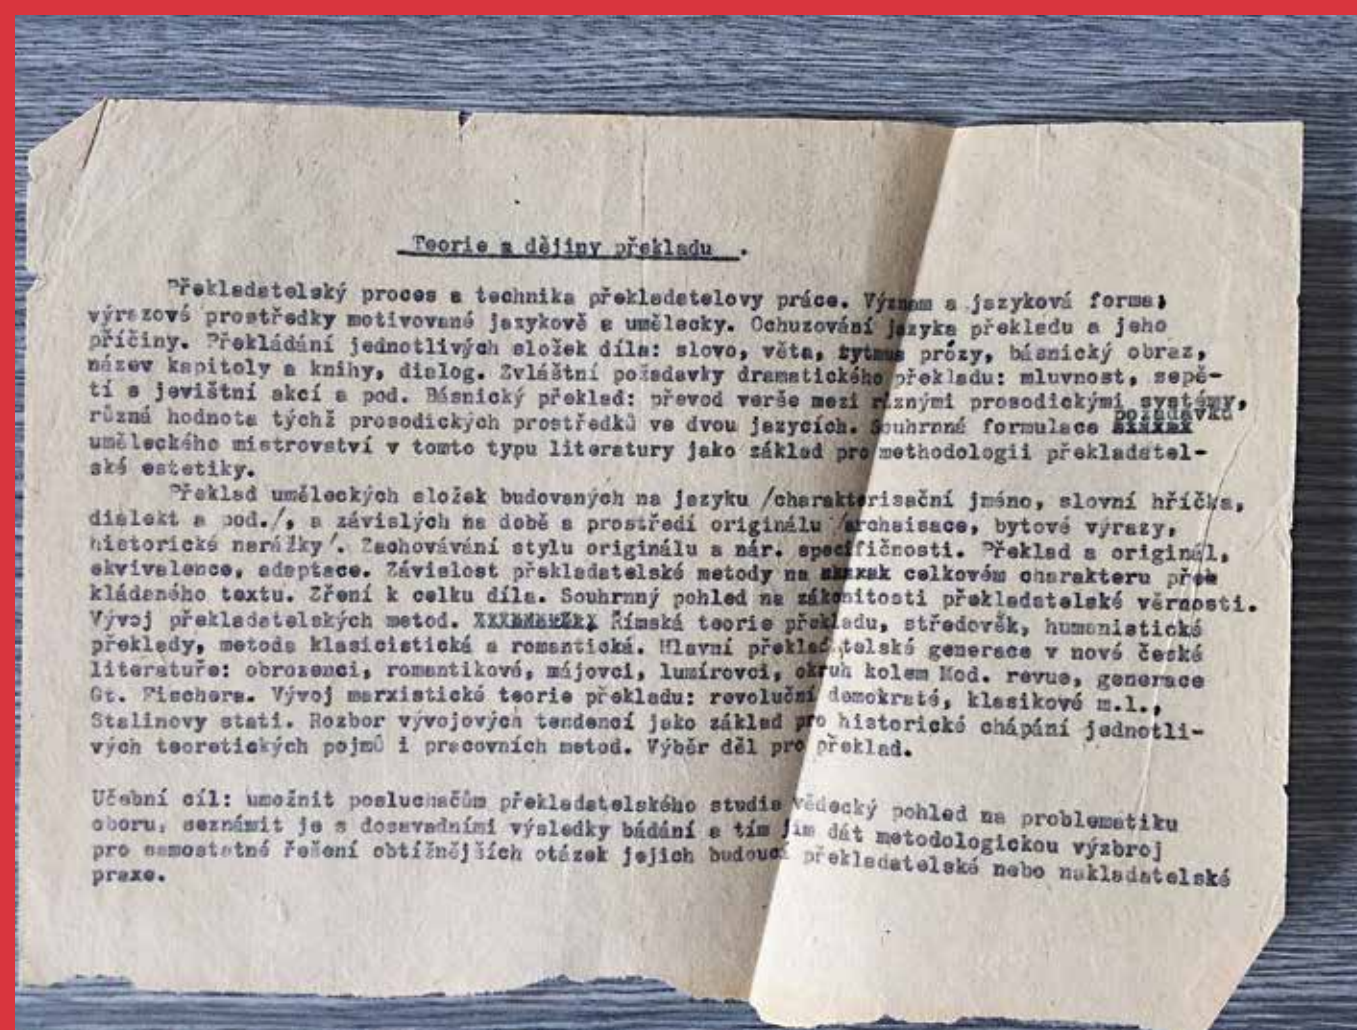 Teorie a dějiny překladu .
Překladatelský proces a technika překladatelovy práce. Význam a jazyková forma,
výrazové prostředky motivované jazykově a umělecky. Ochuzování jazyka překladu a jeho
příčiny. Překládání jednotlivých složek díla: slovo, věta, rytmus prózy, básnický obraz,
název kapitoly a knihy, dialog. Zvláštní požadavky dramatického překladu: mluvnost, sepě-
tí s jevištní akcí a pod. Básnický překlad: převod verše mezi různými prosodickými systémy,
různá hodnota týchž prosodických prostředků ve dvou jazycích. Souhrnné formulace požadavků
uměleckého mistrovství v tomto typu literatury jako základ pro methodologii překladatel-
ské estetiky.
Překlad uměleckých složek budovaných na jazyku /charakterisační jméno, slovní hříčka,
dialekt a pod./, a závislých na době a prostředí originálu /archaisace, bytové výrazy,
historické narážky/. Zachovávání stylu originálu a nár. specifičnosti. Překlad a originál,
ekvivalence, adaptace. Závislost překladatelské metody na celkovém charakteru pře
kládaného textu. Zření k celku díla. Souhrnný pohled na zákonitosti překladatelské věrnosti.
Vývoj překladatelských metod. Římská teorie překladu, středověk, humanistické
překlady, metoda klasicistická a romantická. Hlavní překladatelské generace v nové české
literatuře: obrozenci, romantikové, májovci, lumírovci, okruh kolem Mod. revue, generace
Ot. Fischera. Vývoj marxistické teorie překladu: revoluční demokraté, klasikové m.l.,
Stalinovy stati. Rozbor vývojových tendencí jako základ pro historické chápání jednotli-
vých teoretických pojmů i pracovních metod. Výběr děl pro překlad.
Učební cíl: umožnit posluchačům překladatelského studia vědecký pohled na problematiku
oboru, seznámit je s dosavadními výsledky bádání a tím jim dát metodologickou výzbroj
pro samostatné řešení obtížnějších otázek jejich budoucí překladatelské nebo nakladatelské
praxe.